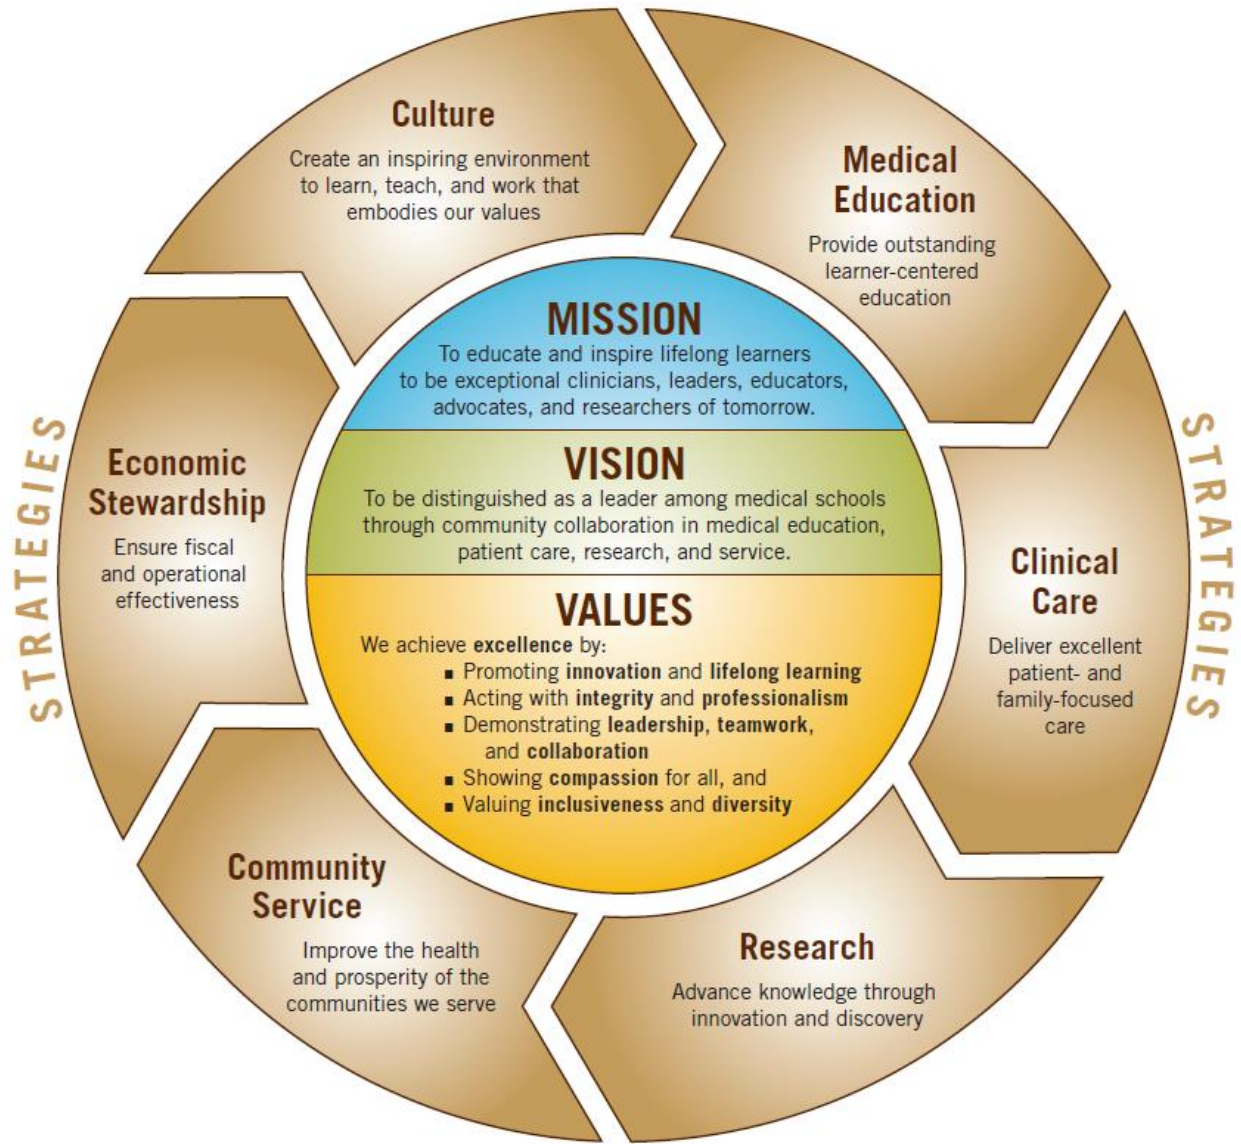 Culture
Create an inspiring environment
to learn, teach, and work that
embodies our values
Medical
Education
Provide outstanding
learner-centered
education
MISSION
To educate and inspire lifelong learners
to be exceptional clinicians, leaders, educators,
advocates, and researchers of tomorrow.
VISION
To be distinguished as a leader among medical schools
through community collaboration in medical education,
patient care, research, and service.
VALUES
We achieve excellence by:
▪ Promoting innovation and lifelong learning
▪ Acting with integrity and professionalism
▪ Demonstrating leadership, teamwork,
and collaboration
▪ Showing compassion for all, and
▪ Valuing inclusiveness and diversity
STRATEGIES
Economic
Stewardship
Ensure fiscal
and operational
effectiveness
STRATEGIES
Clinical
Care
Deliver excellent
patient- and
family-focused
care
Community
Service
Improve the health
and prosperity of the
communities we serve
Research
Advance knowledge through
innovation and discovery